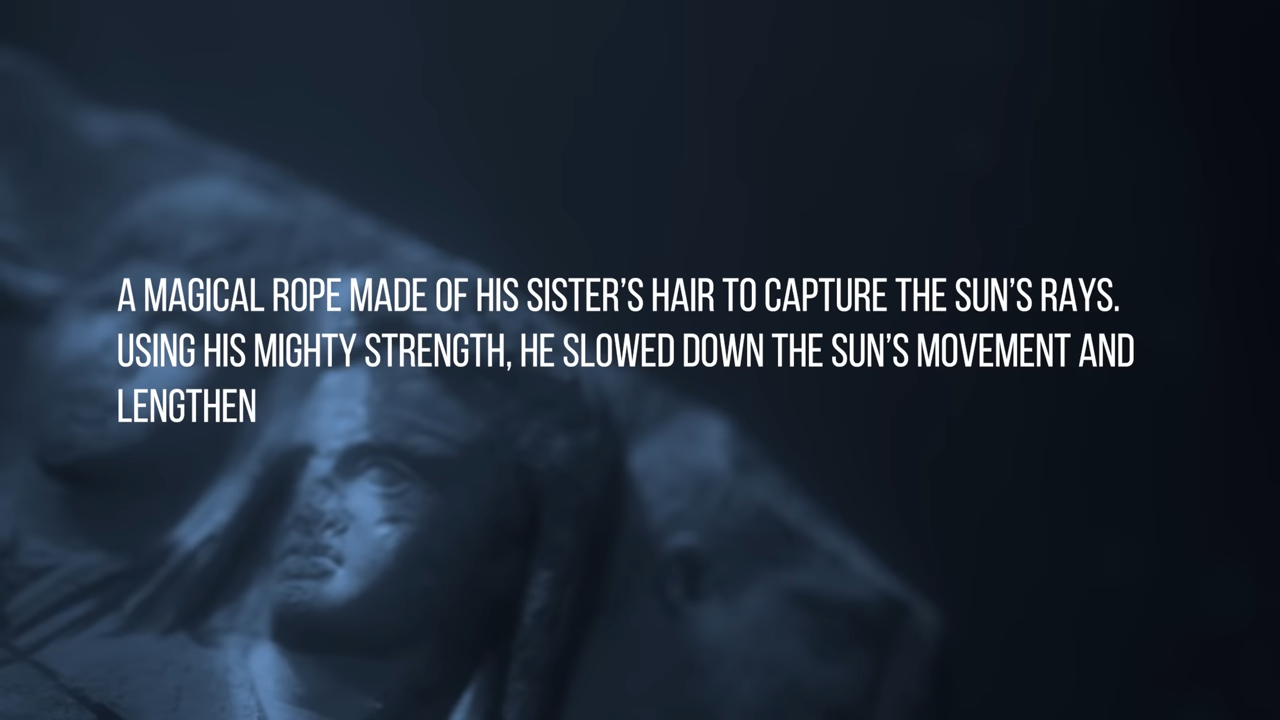 A MAGICAL ROPE MADE OF HIS SISTER’S HAIR TO CAPTURE THE SUN’S RAYS.
USING HIS MIGHTY STRENGTH, HE SLOWED DOWN THE SUN’S MOVEMENT AND
LENGTHEN